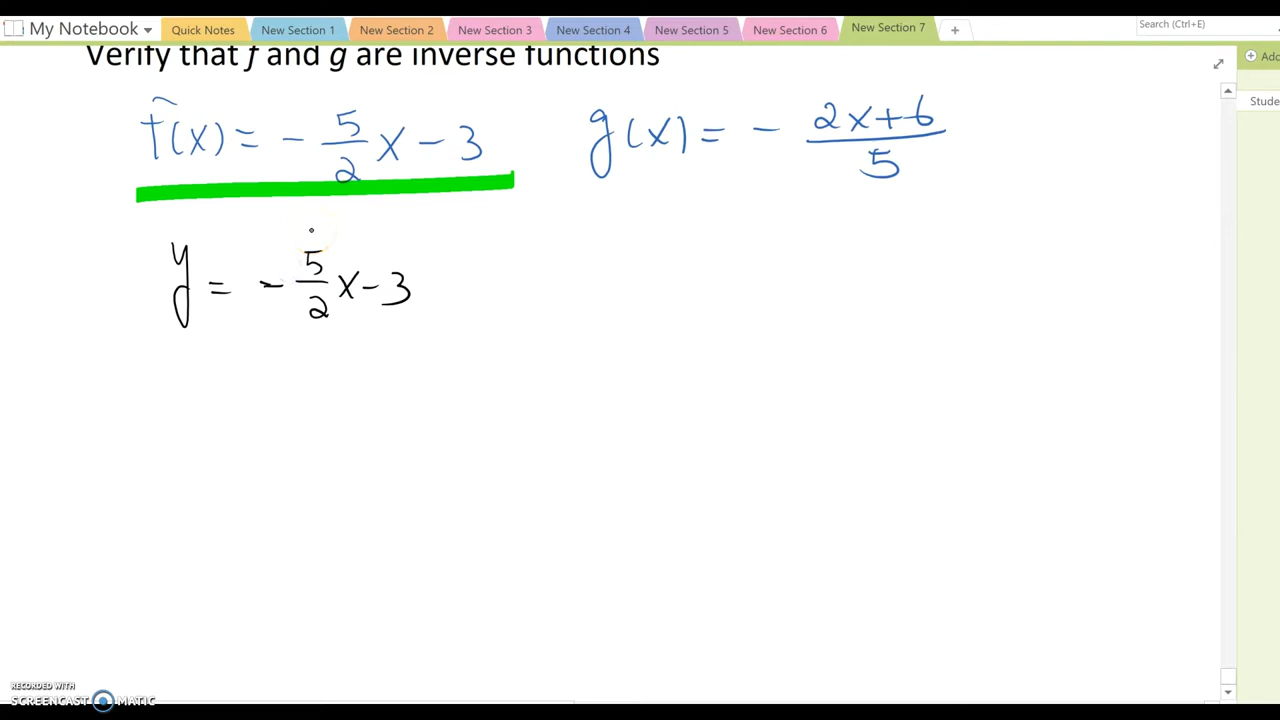 Search (Ctrl+E)
My Notebook Quick Notes New Section 1 New Section 2 New Section 3 New Section 4 New Section 5 New Section 6 New Section 7 +
Verify that f and g are inverse functions
Add
Stude
f(x) = - 5/2 x - 3 g(x) = - (2x+6)/5
y = - 5/2 x - 3
RECORDED WITH
SCREENCAST MATIC